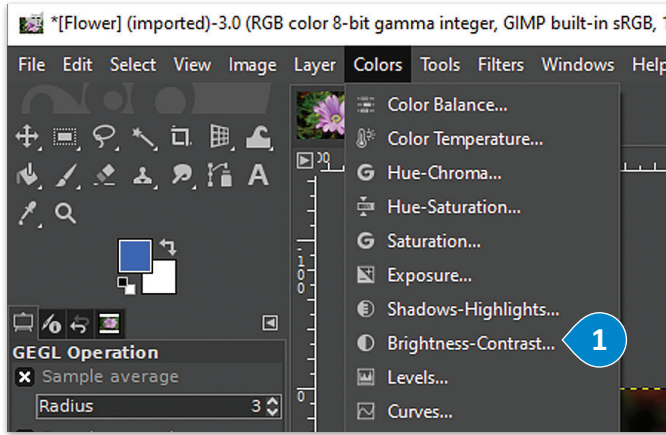 *[Flower] (imported)-3.0 (RGB color 8-bit gamma integer, GIMP built-in sRGB,
File Edit Select View Image Layer Colors Tools Filters Windows Help
Color Balance...
Color Temperature...
Hue-Chroma...
Hue-Saturation...
Saturation...
Exposure...
Shadows-Highlights...
Brightness-Contrast... 1
Levels...
Curves...
GEGL Operation
Sample average
Radius 3
100
0